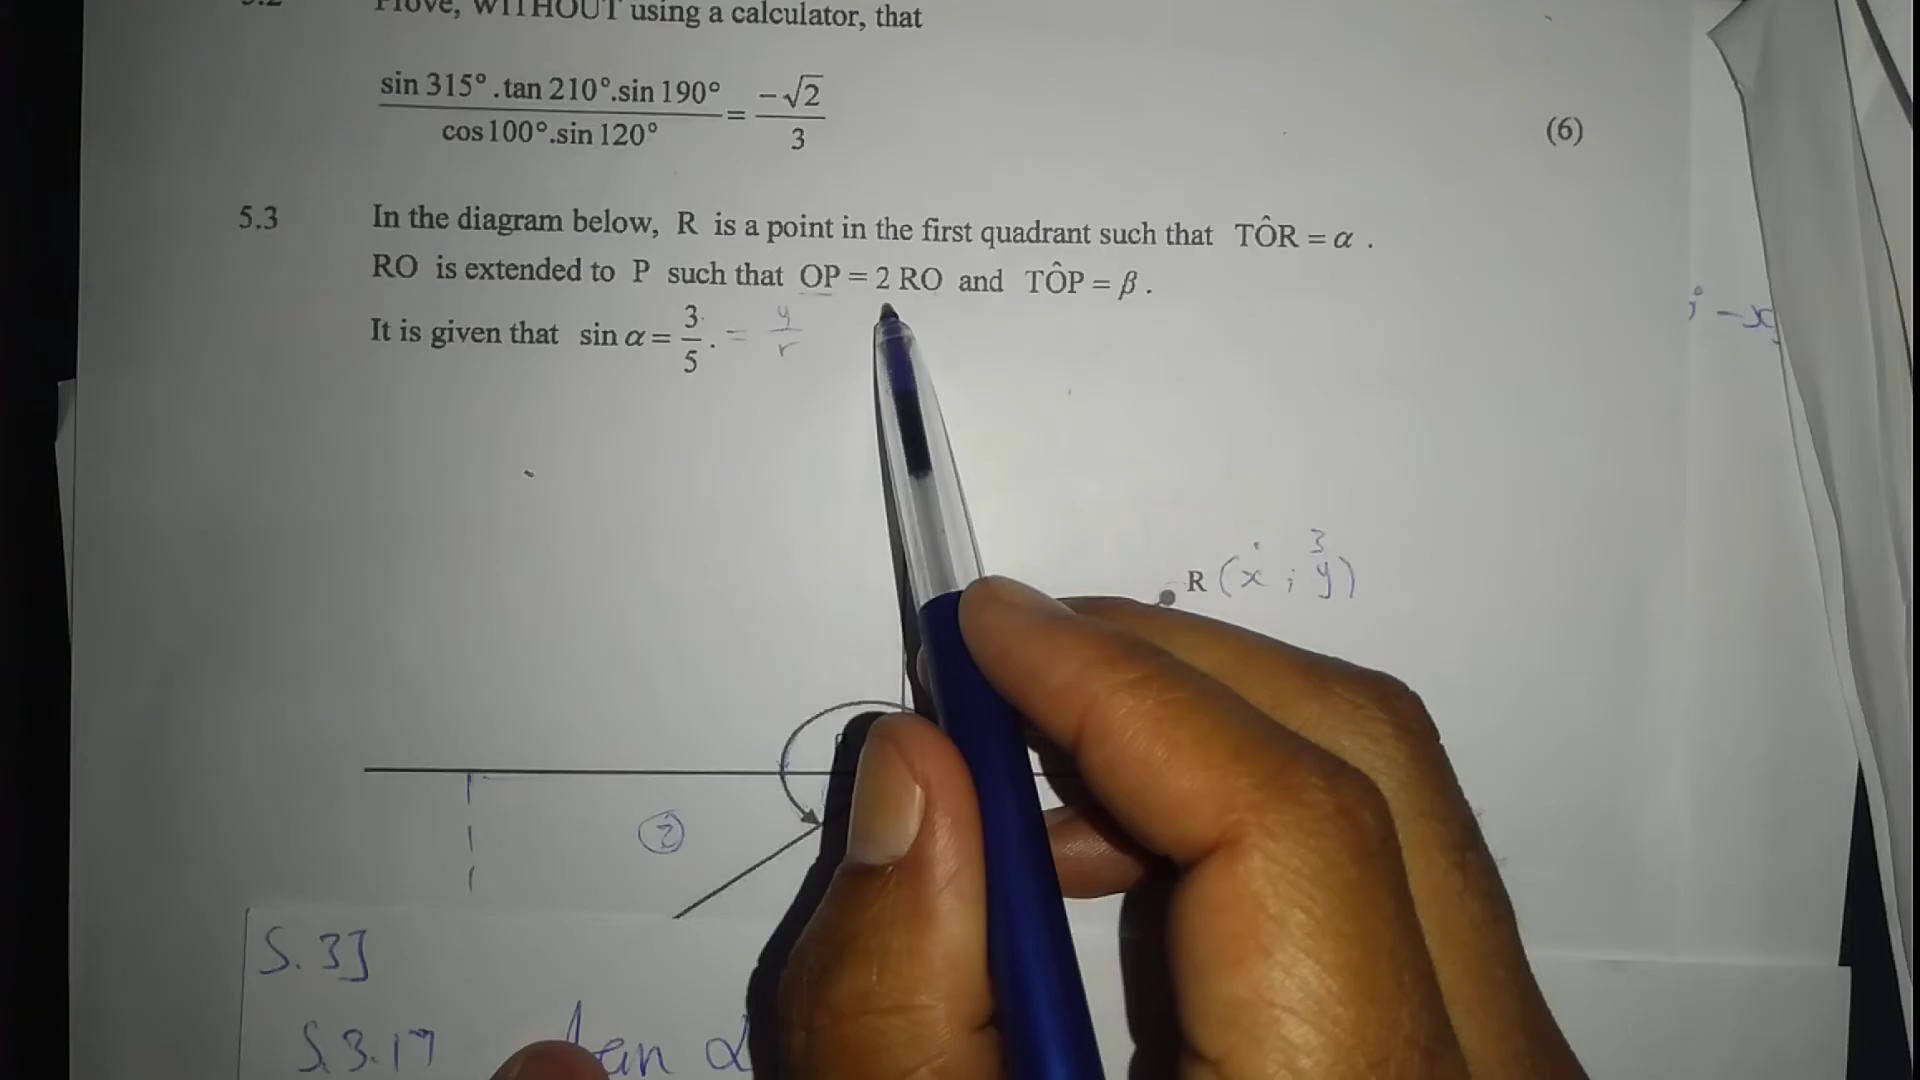 Prove, WITHOUT using a calculator, that
sin 315° . tan 210°.sin 190°
cos 100°.sin 120°
= -√2
3
(6)
5.3 In the diagram below, R is a point in the first quadrant such that TÔR = α .
RO is extended to P such that OP = 2 RO and TÔP = β .
It is given that sin α = 3/5 . = y/r
; -x
3
R (x ; y)
2
5.3]
5.3.1] tan α